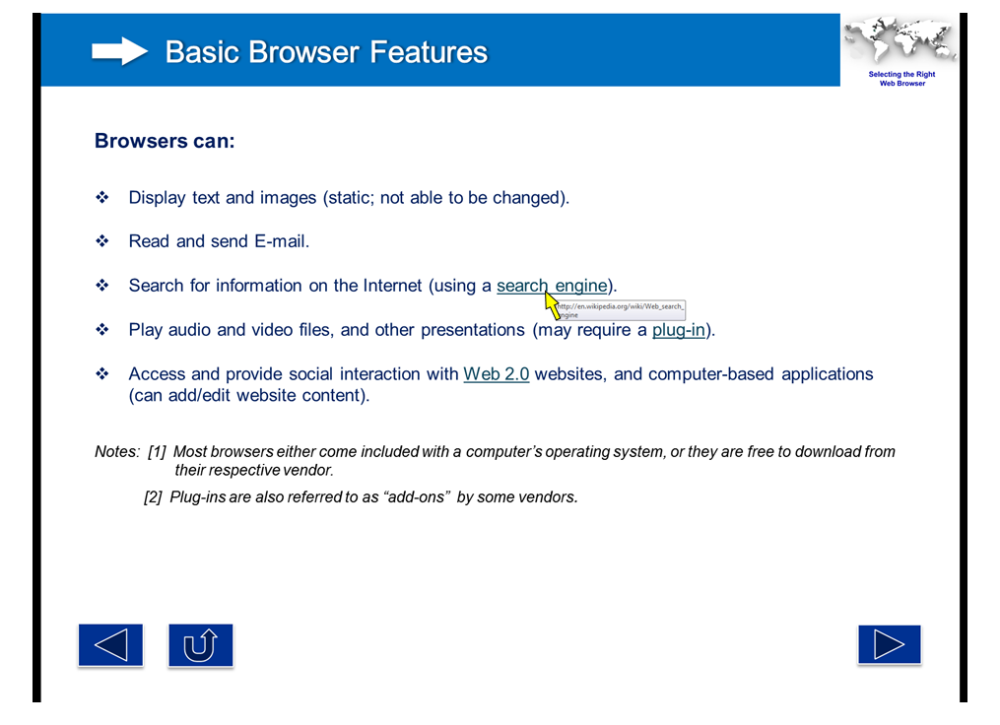 Basic Browser Features
Selecting the Right
Web Browser
Browsers can:
❖ Display text and images (static; not able to be changed).
❖ Read and send E-mail.
❖ Search for information on the Internet (using a search engine).
http://en.wikipedia.org/wiki/Web_search_
engine
❖ Play audio and video files, and other presentations (may require a plug-in).
❖ Access and provide social interaction with Web 2.0 websites, and computer-based applications
(can add/edit website content).
Notes: [1] Most browsers either come included with a computer’s operating system, or they are free to download from
their respective vendor.
[2] Plug-ins are also referred to as “add-ons” by some vendors.